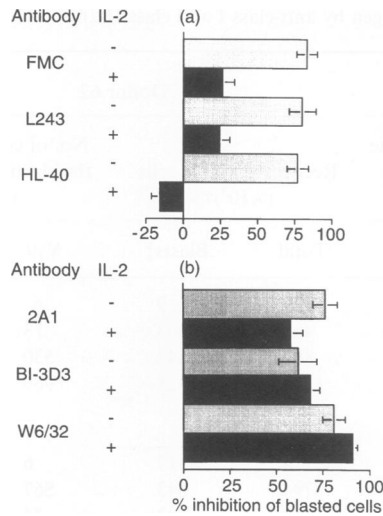 Antibody IL-2 (a)
-
FMC
+
-
L243
+
-
HL-40
+
-25 0 25 50 75 100
Antibody IL-2 (b)
-
2A1
+
-
BI-3D3
+
-
W6/32
+
0 25 50 75 100
% inhibition of blasted cells